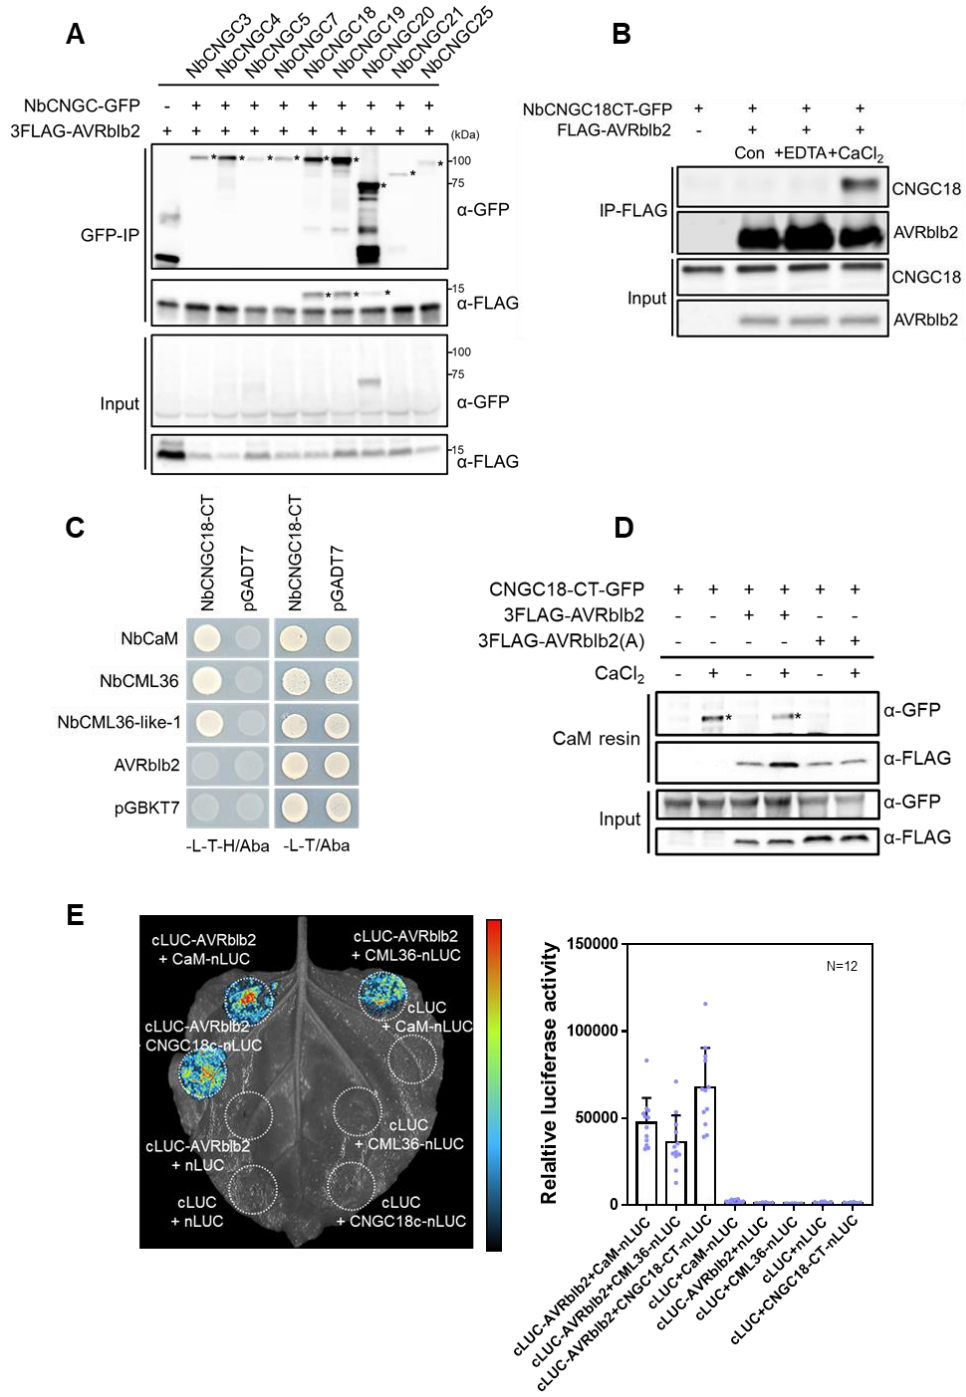 A
NbCNGC3
NbCNGC4
NbCNGC5
NbCNGC7
NbCNGC18
NbCNGC19
NbCNGC20
NbCNGC21
NbCNGC25
NbCNGC-GFP - + + + + + + + + +
3FLAG-AVRblb2 + + + + + + + + + +
(kDa)
GFP-IP
* * * * * * * * *
100
75
α-GFP
* * *
15
α-FLAG
Input
100
75
α-GFP
15
α-FLAG
B
NbCNGC18CT-GFP + + + +
FLAG-AVRblb2 - + + +
Con +EDTA+CaCl2
IP-FLAG
CNGC18
AVRblb2
Input
CNGC18
AVRblb2
C
NbCNGC18-CT
pGADT7
NbCNGC18-CT
pGADT7
NbCaM
NbCML36
NbCML36-like-1
AVRblb2
pGBKT7
-L-T-H/Aba
-L-T/Aba
D
CNGC18-CT-GFP + + + + + +
3FLAG-AVRblb2 - - + + - -
3FLAG-AVRblb2(A) - - - - + +
CaCl2 - + - + - +
CaM resin
* *
α-GFP
α-FLAG
Input
α-GFP
α-FLAG
E
cLUC-AVRblb2
+ CaM-nLUC
cLUC-AVRblb2
+ CML36-nLUC
cLUC-AVRblb2
CNGC18c-nLUC
cLUC
+ CaM-nLUC
cLUC-AVRblb2
+ nLUC
cLUC
+ CML36-nLUC
cLUC
+ nLUC
cLUC
+ CNGC18c-nLUC
Relaltive luciferase activity
150000
100000
50000
0
N=12
cLUC-AVRblb2+CaM-nLUC
cLUC-AVRblb2+CML36-nLUC
cLUC-AVRblb2+CNGC18-CT-nLUC
cLUC+CaM-nLUC
cLUC-AVRblb2+nLUC
cLUC+CML36-nLUC
cLUC+nLUC
cLUC+CNGC18-CT-nLUC